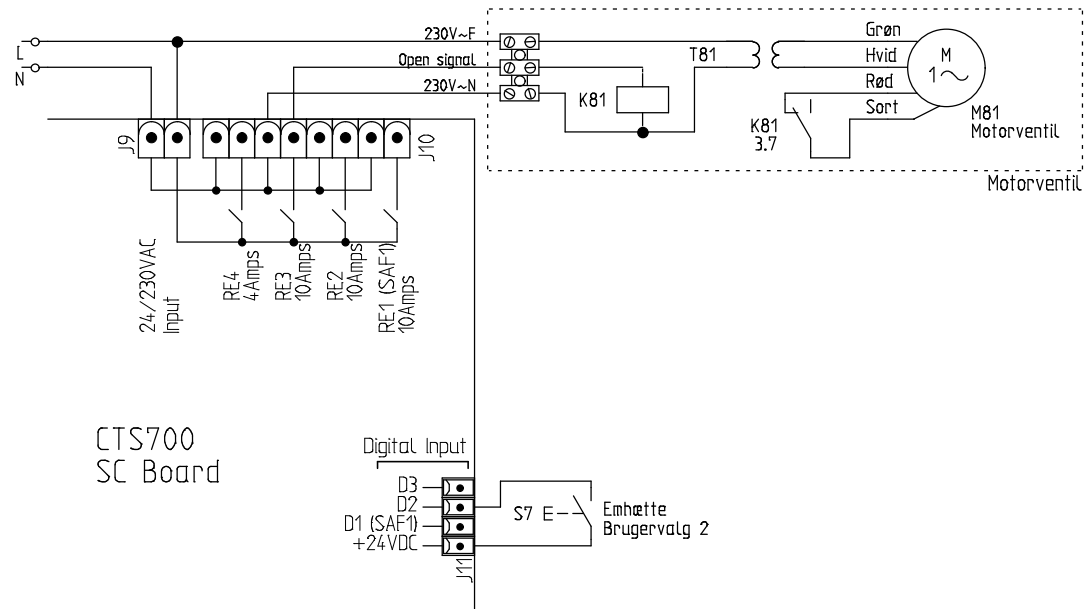 L
N
230V~F
Open signal
230V~N
K81
T81
Grøn
Hvid
Rød
Sort
M
1~
M81
Motorventil
K81
3.7
Motorventil
J9
J10
24/230VAC
Input
RE4
4Amps
RE3
10Amps
RE2
10Amps
RE1 (SAF1)
10Amps
CTS700
SC Board
Digital Input
D3
D2
D1 (SAF1)
+24VDC
J11
S7 E
Emhætte
Brugervalg 2